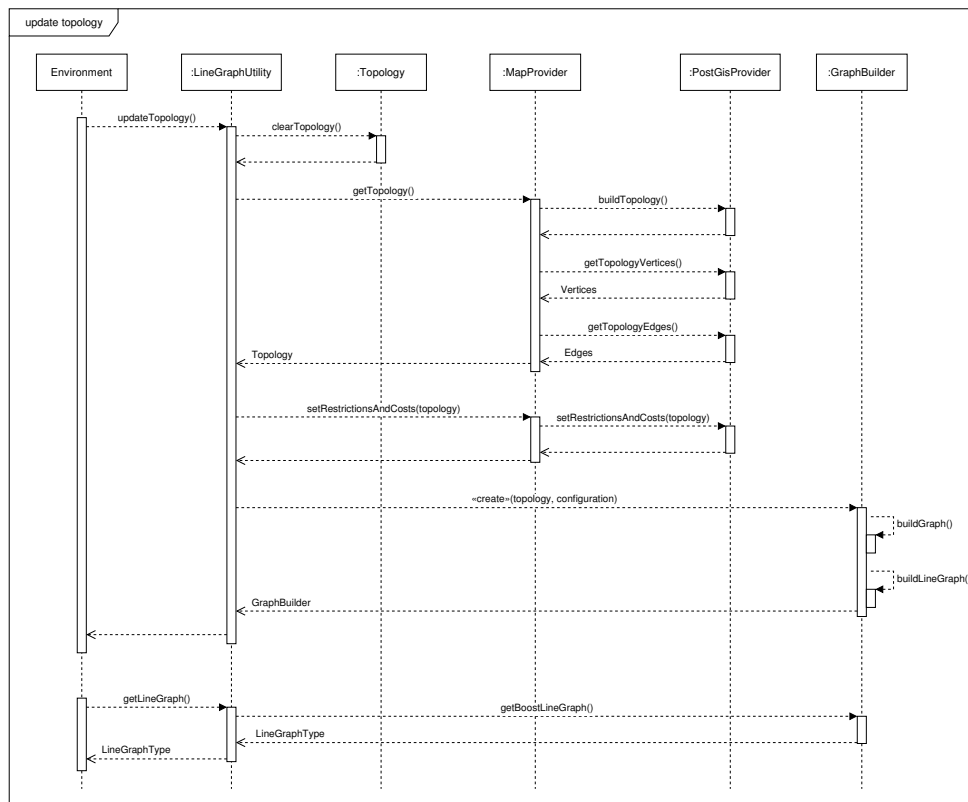 update topology
Environment
:LineGraphUtility
:Topology
:MapProvider
:PostGisProvider
:GraphBuilder
updateTopology()
clearTopology()
getTopology()
buildTopology()
getTopologyVertices()
Vertices
getTopologyEdges()
Edges
Topology
setRestrictionsAndCosts(topology)
setRestrictionsAndCosts(topology)
«create»(topology, configuration)
buildGraph()
buildLineGraph(
GraphBuilder
getLineGraph()
getBoostLineGraph()
LineGraphType
LineGraphType